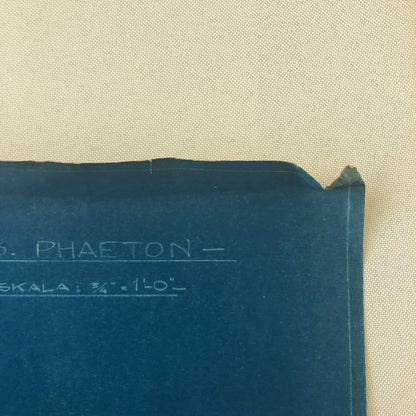 . PHAETON —
SKALA: ¾" = 1'-0" —